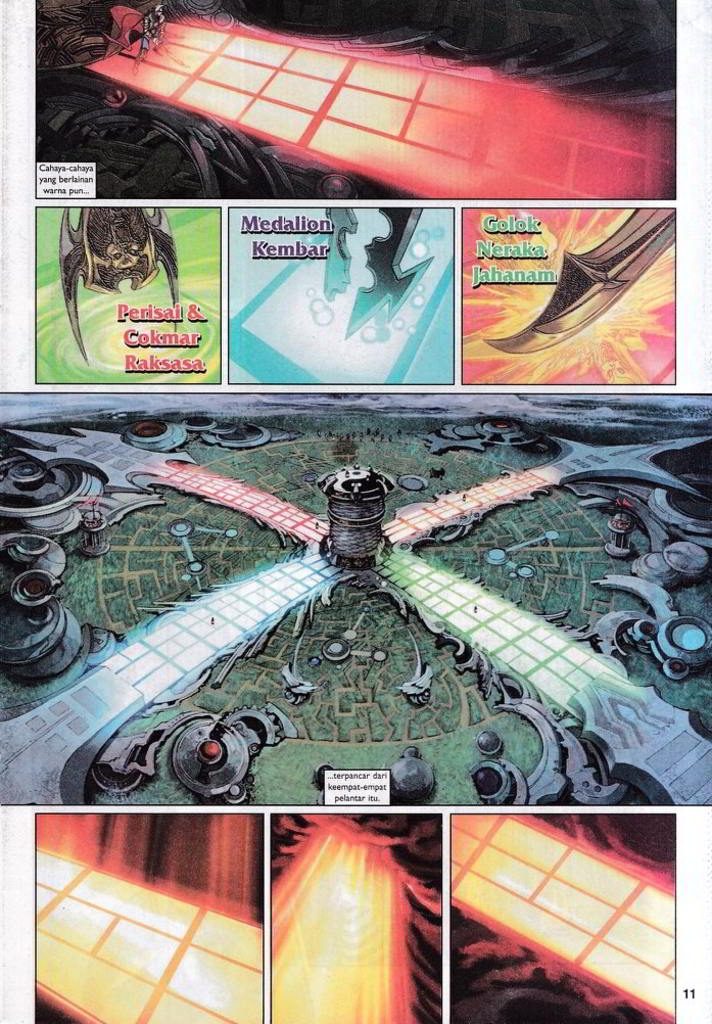 Cahaya-cahaya
yang berlainan
warna pun...
Perisai &
Cokmar
Raksasa
Medalion
Kembar
Golok
Neraka
Jahanam
...terpancar dari
keempat-empat
pelantar itu.
11